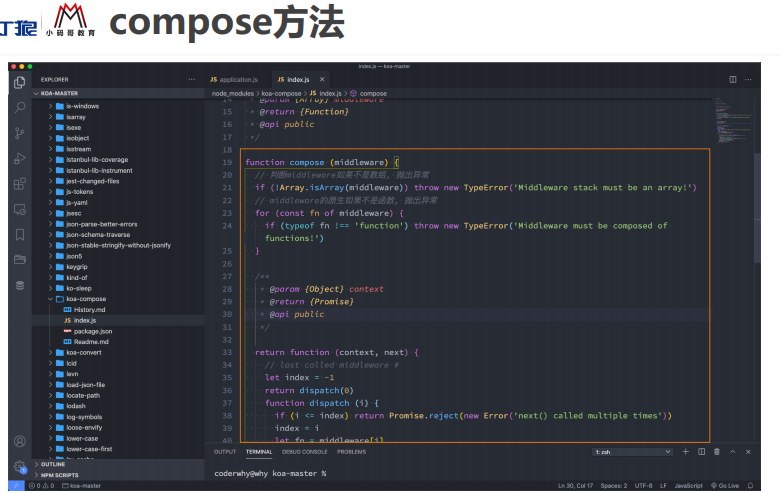 小码哥教育
compose方法
index.js — koa-master
EXPLORER
KOA-MASTER
is-windows
isarray
isexe
isobject
isstream
istanbul-lib-coverage
istanbul-lib-instrument
jest-changed-files
js-tokens
js-yaml
jsesc
json-parse-better-errors
json-schema-traverse
json-stable-stringify-without-jsonify
json5
keygrip
kind-of
ko-sleep
koa-compose
History.md
JS index.js
package.json
Readme.md
koa-convert
lcid
levn
load-json-file
locate-path
lodash
log-symbols
loose-envify
lower-case
lower-case-first
OUTLINE
NPM SCRIPTS
JS application.js
JS index.js ×
node_modules > koa-compose > JS index.js > compose
14 * @param {Array} middleware
15 * @return {Function}
16 * @api public
17 */
18
19 function compose (middleware) {
20 // 判断middleware如果不是数组, 抛出异常
21 if (!Array.isArray(middleware)) throw new TypeError('Middleware stack must be an array!')
22 // middleware的原生如果不是函数, 抛出异常
23 for (const fn of middleware) {
24 if (typeof fn !== 'function') throw new TypeError('Middleware must be composed of
functions!')
25 }
26
27 /**
28 * @param {Object} context
29 * @return {Promise}
30 * @api public
31 */
32
33 return function (context, next) {
34 // last called middleware #
35 let index = -1
36 return dispatch(0)
37 function dispatch (i) {
38 if (i <= index) return Promise.reject(new Error('next() called multiple times'))
39 index = i
40 let fn = middleware[i]
OUTPUT TERMINAL DEBUG CONSOLE PROBLEMS
1: zsh
coderwhy@why koa-master %
0 0 koa-master
Ln 30, Col 17 Spaces: 2 UTF-8 LF JavaScript Go Live